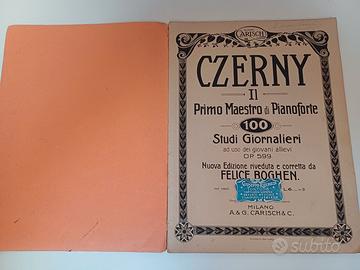 CARISCH
CZERNY
Il
Primo Maestro di Pianoforte
100
Studi Giornalieri
ad uso dei giovani allievi
OP. 599
Nuova Edizione riveduta e corretta da
FELICE BOGHEN.
MILANO
A. & G. CARISCH & C.
subito